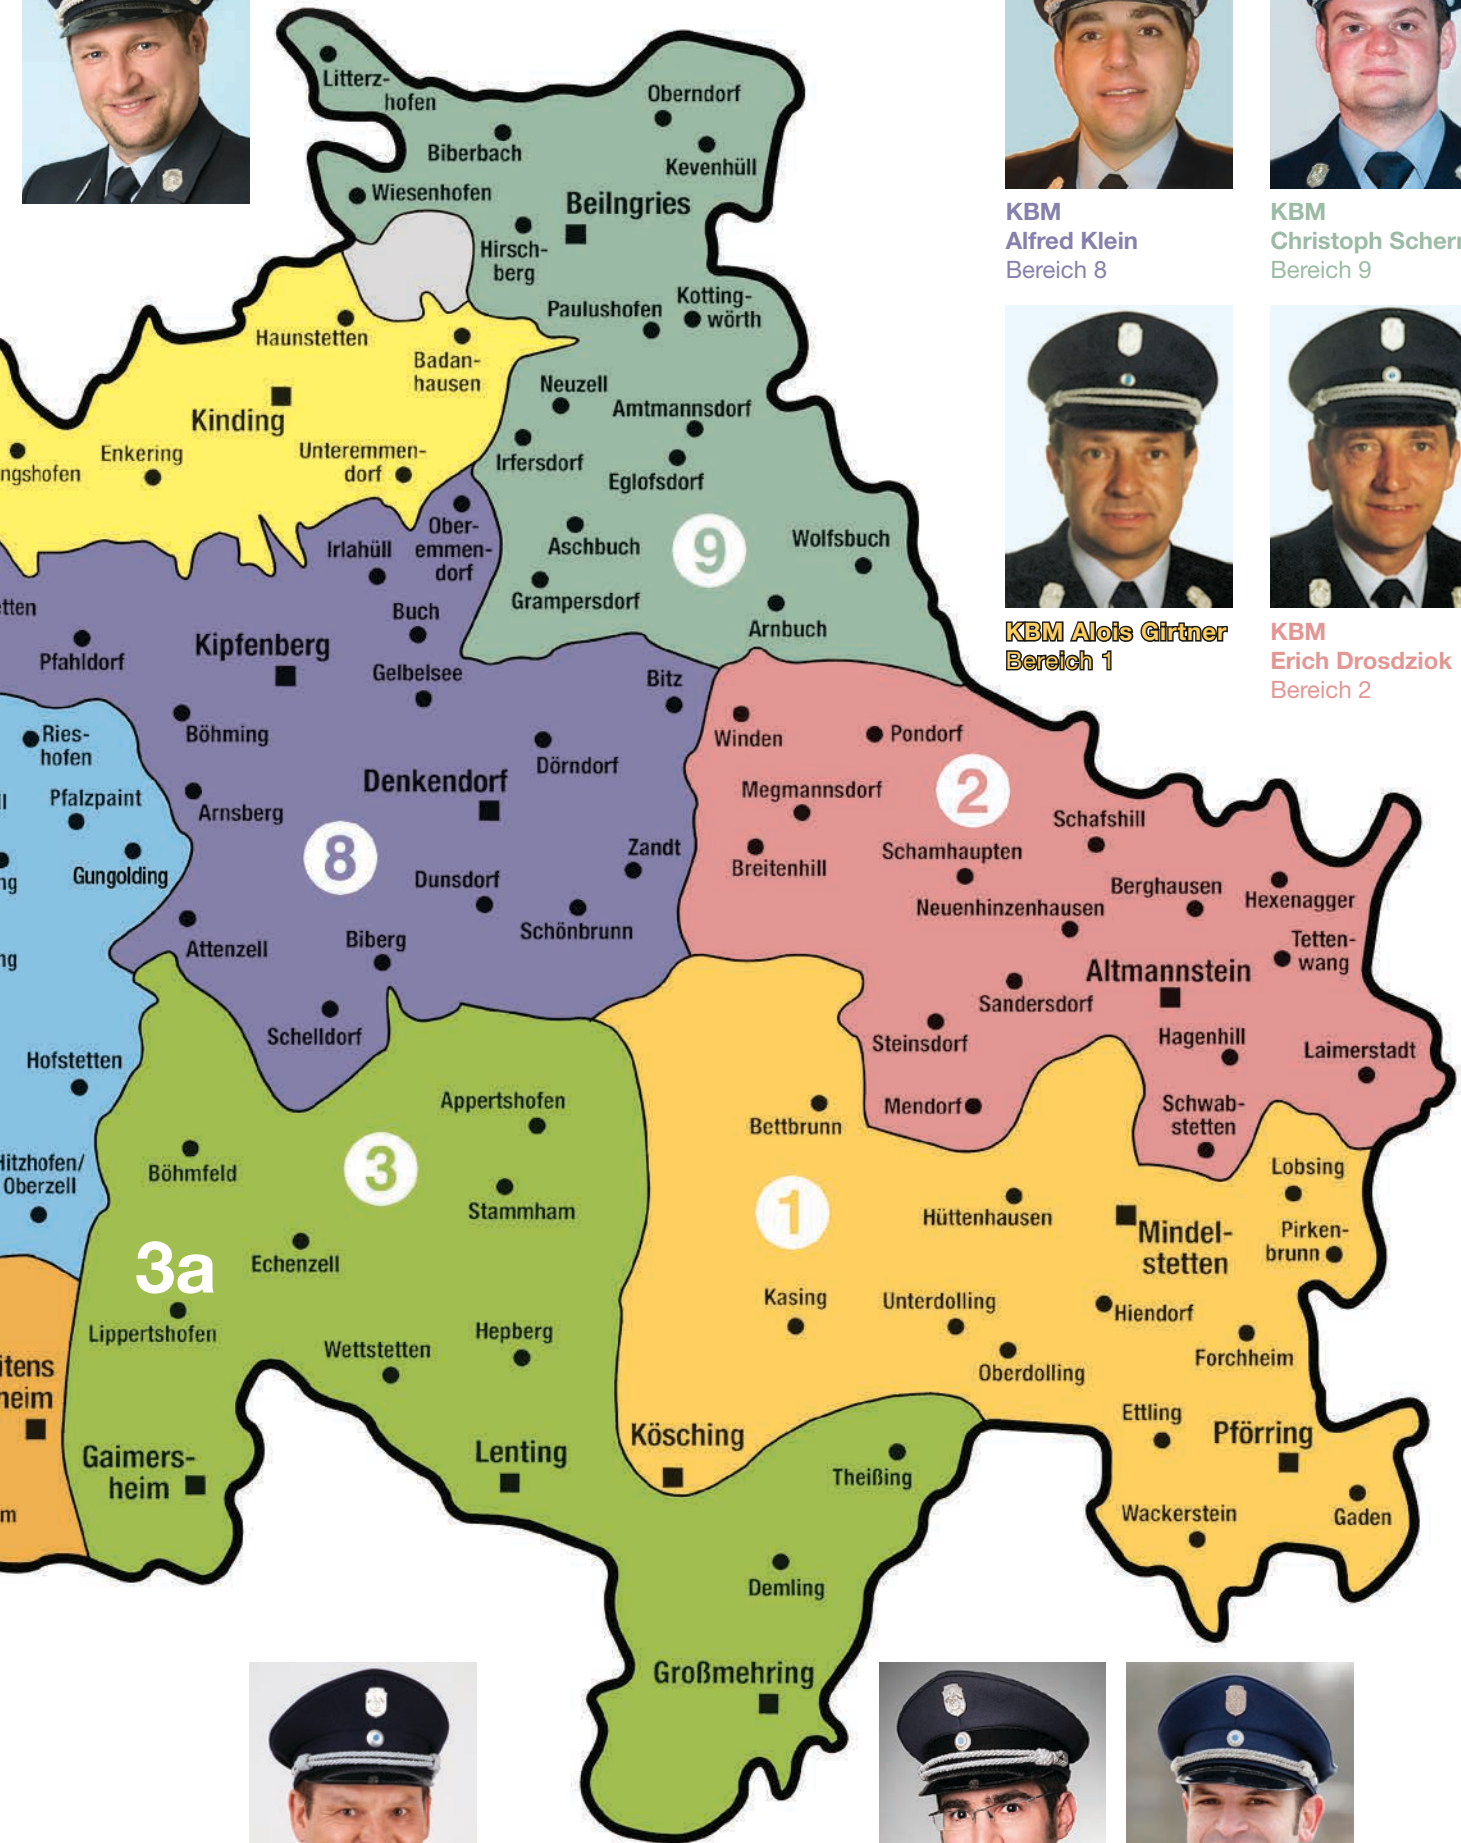 Litterz-
hofen
Oberndorf
Biberbach
Kevenhüll
Wiesenhofen
Beilngries
Hirsch-
berg
Kotting-
wörth
Paulushofen
Haunstetten
Badan-
hausen
Neuzell
Kinding
Amtmannsdorf
Enkering
Unteremmen-
dorf
Irfersdorf
Eglofsdorf
Ober-
emmen-
dorf
Irlahüll
Aschbuch
9
Wolfsbuch
Grampersdorf
Buch
Arnbuch
Kipfenberg
Pfahldorf
Gelbelsee
Bitz
Ries-
hofen
Böhming
Winden
Pondorf
Dörndorf
Denkendorf
Pfalzpaint
Arnsberg
Megmannsdorf
2
Schafshill
8
Zandt
Schamhaupten
Breitenhill
Gungolding
Dunsdorf
Berghausen
Hexenagger
Neuenhinzenhausen
Schönbrunn
Attenzell
Biberg
Tetten-
wang
Altmannstein
Sandersdorf
Schelldorf
Steinsdorf
Hagenhill
Laimerstadt
Hofstetten
Appertshofen
Mendorf
Schwab-
stetten
Bettbrunn
Böhmfeld
3
Lobsing
Oberzell
Stammham
1
Hüttenhausen
Mindel-
stetten
Pirken-
brunn
Echenzell
3a
Kasing
Unterdolling
Hiendorf
Lippertshofen
Hepberg
Wettstetten
Forchheim
Oberdolling
Ettling
Pförring
Kösching
Gaimers-
heim
Lenting
Theißing
Wackerstein
Gaden
Demling
Großmehring
KBM
Alfred Klein
Bereich 8
KBM
Christoph
Bereich 9
KBM Alois Girtner
Bereich 1
KBM
Erich Drosdziok
Bereich 2